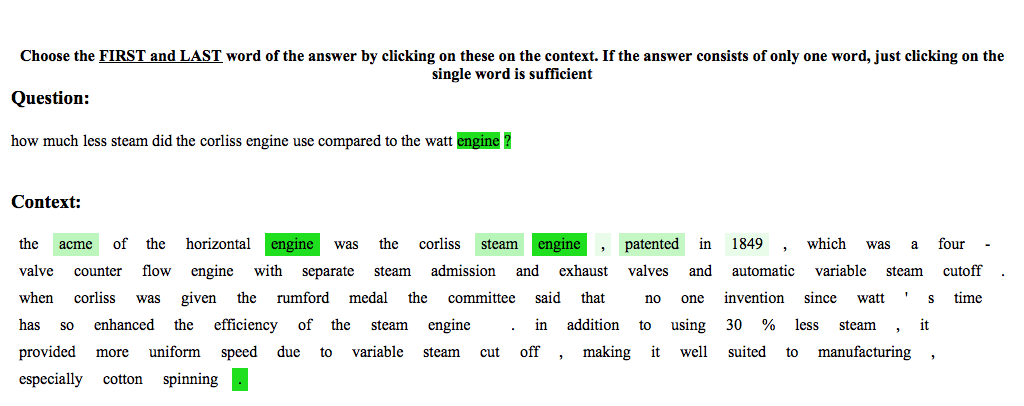 Choose the FIRST and LAST word of the answer by clicking on these on the context. If the answer consists of only one word, just clicking on the
single word is sufficient
Question:
how much less steam did the corliss engine use compared to the watt engine ?
Context:
the acme of the horizontal engine was the corliss steam engine , patented in 1849 , which was a four -
valve counter flow engine with separate steam admission and exhaust valves and automatic variable steam cutoff .
when corliss was given the rumford medal the committee said that no one invention since watt ' s time
has so enhanced the efficiency of the steam engine . in addition to using 30 % less steam , it
provided more uniform speed due to variable steam cut off , making it well suited to manufacturing ,
especially cotton spinning .